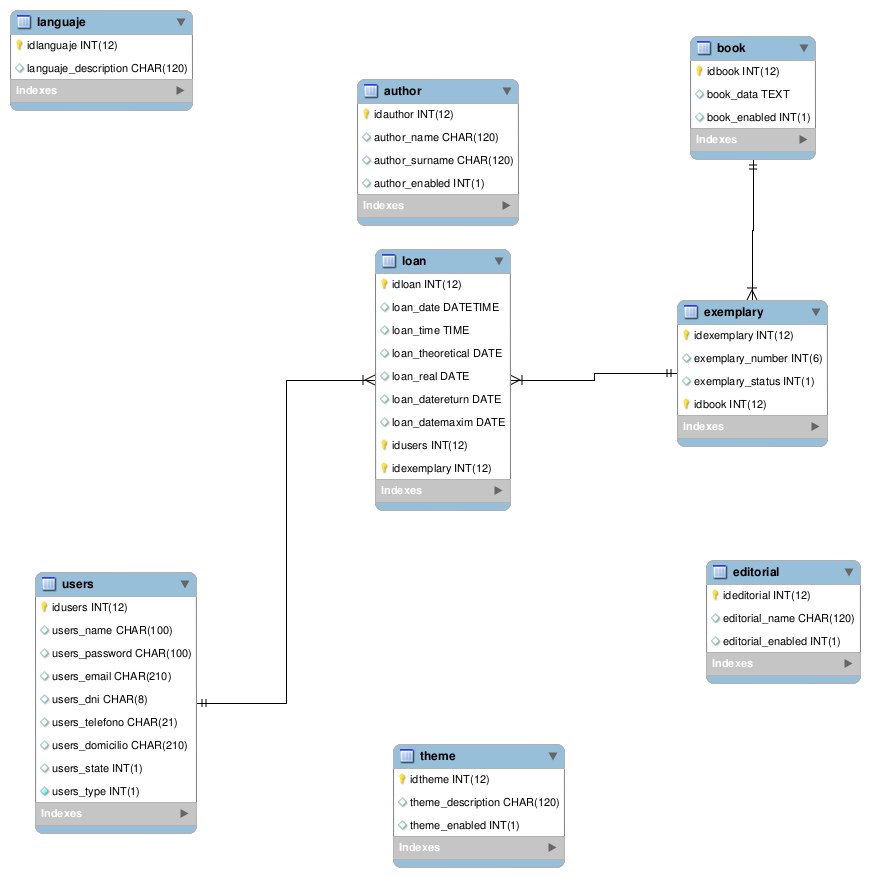 languaje
idlanguaje INT(12)
languaje_description CHAR(120)
Indexes
author
idauthor INT(12)
author_name CHAR(120)
author_surname CHAR(120)
author_enabled INT(1)
Indexes
book
idbook INT(12)
book_data TEXT
book_enabled INT(1)
Indexes
loan
idloan INT(12)
loan_date DATETIME
loan_time TIME
loan_theoretical DATE
loan_real DATE
loan_datereturn DATE
loan_datemaxim DATE
idusers INT(12)
idexemplary INT(12)
Indexes
exemplary
idexemplary INT(12)
exemplary_number INT(6)
exemplary_status INT(1)
idbook INT(12)
Indexes
users
idusers INT(12)
users_name CHAR(100)
users_password CHAR(100)
users_email CHAR(210)
users_dni CHAR(8)
users_telefono CHAR(21)
users_domicilio CHAR(210)
users_state INT(1)
users_type INT(1)
Indexes
editorial
ideditorial INT(12)
editorial_name CHAR(120)
editorial_enabled INT(1)
Indexes
theme
idtheme INT(12)
theme_description CHAR(120)
theme_enabled INT(1)
Indexes